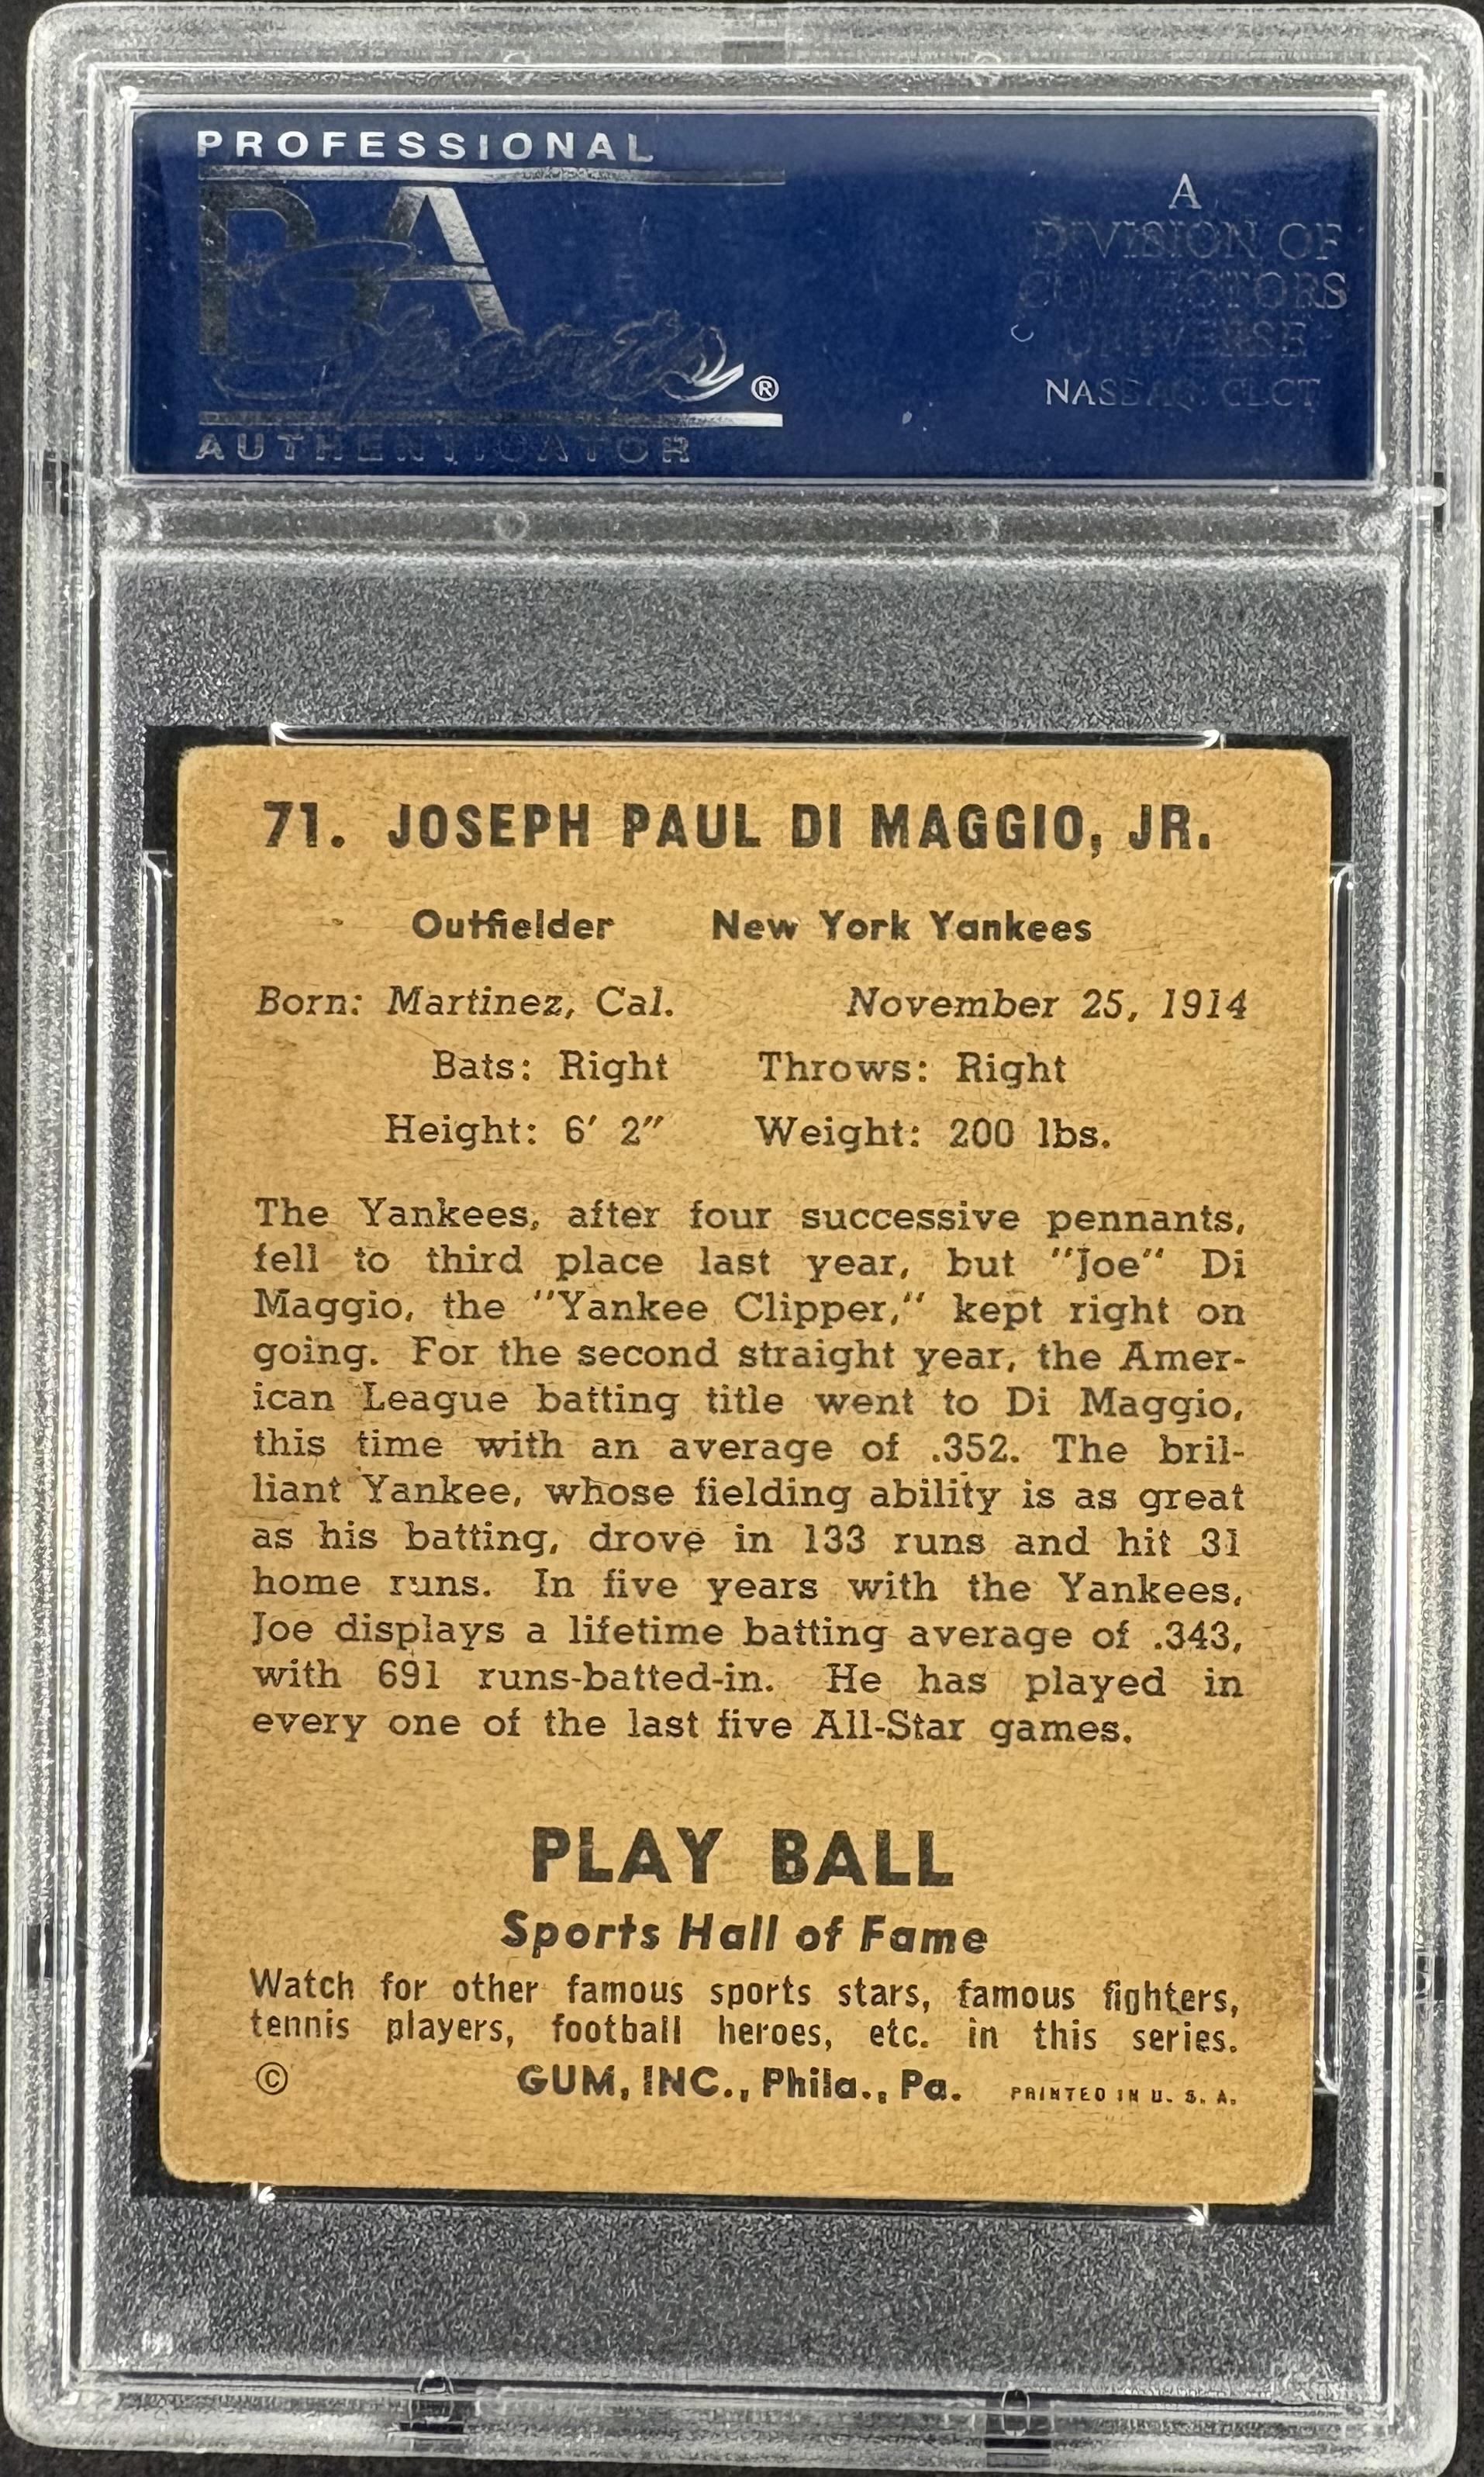 PROFESSIONAL
PSA
Sports ®
AUTHENTICATOR
A
DIVISION OF
COLLECTORS
UNIVERSE
NASDAQ: CLCT
71. JOSEPH PAUL DI MAGGIO, JR.
Outfielder New York Yankees
Born: Martinez, Cal. November 25, 1914
Bats: Right Throws: Right
Height: 6' 2" Weight: 200 lbs.
The Yankees, after four successive pennants,
fell to third place last year, but "Joe" Di
Maggio, the "Yankee Clipper," kept right on
going. For the second straight year, the Amer-
ican League batting title went to Di Maggio,
this time with an average of .352. The bril-
liant Yankee, whose fielding ability is as great
as his batting, drove in 133 runs and hit 31
home runs. In five years with the Yankees,
Joe displays a lifetime batting average of .343,
with 691 runs-batted-in. He has played in
every one of the last five All-Star games.
PLAY BALL
Sports Hall of Fame
Watch for other famous sports stars, famous fighters,
tennis players, football heroes, etc. in this series.
© GUM, INC., Phila., Pa. PRINTED IN U. S. A.